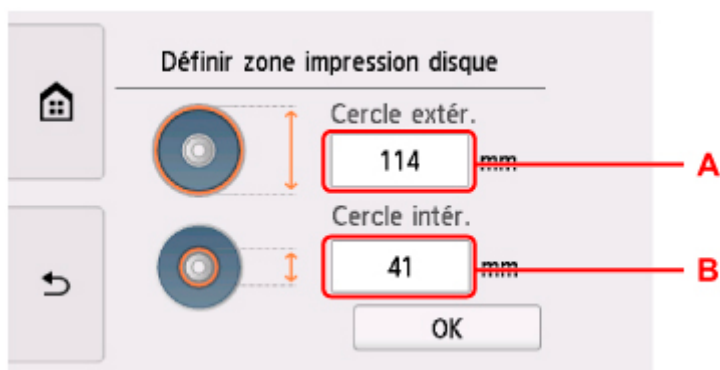 Définir zone impression disque
Cercle extér.
114 mm A
Cercle intér.
41 mm B
OK